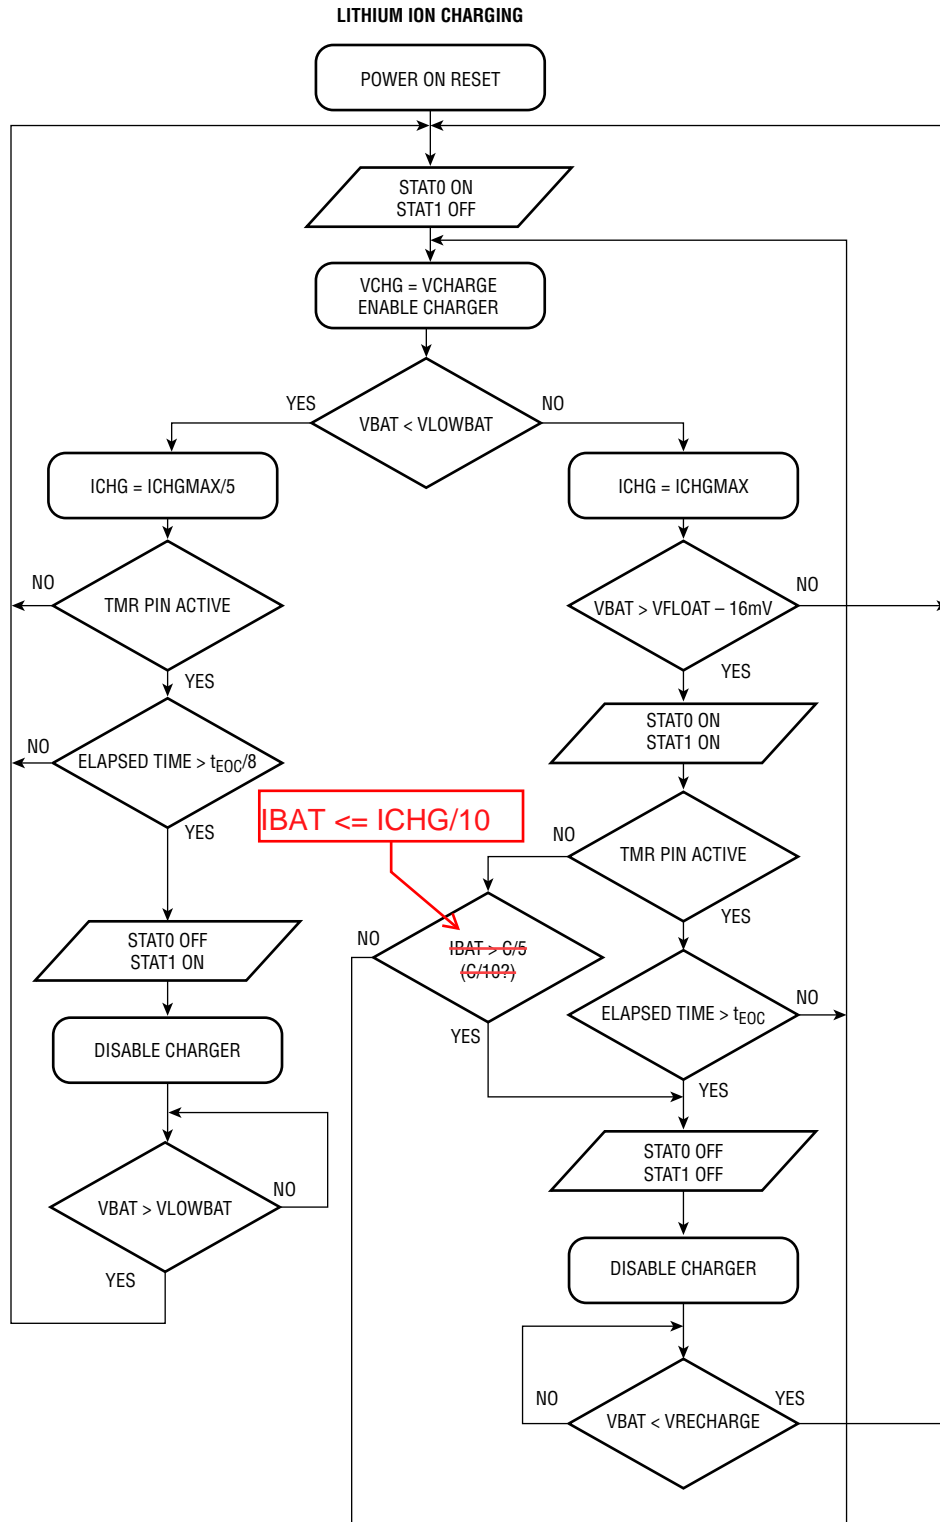 LITHIUM ION CHARGING
POWER ON RESET
STAT0 ON
STAT1 OFF
VCHG = VCHARGE
ENABLE CHARGER
YES
VBAT < VLOWBAT
NO
ICHG = ICHGMAX/5
ICHG = ICHGMAX
NO
TMR PIN ACTIVE
YES
VBAT > VFLOAT – 16mV
NO
YES
NO
ELAPSED TIME > tEOC/8
YES
STAT0 ON
STAT1 ON
IBAT <= ICHG/10
NO
TMR PIN ACTIVE
YES
STAT0 OFF
STAT1 ON
NO
IBAT > C/5
(C/10?)
YES
ELAPSED TIME > tEOC
NO
YES
DISABLE CHARGER
VBAT > VLOWBAT
NO
YES
STAT0 OFF
STAT1 OFF
DISABLE CHARGER
NO
VBAT < VRECHARGE
YES